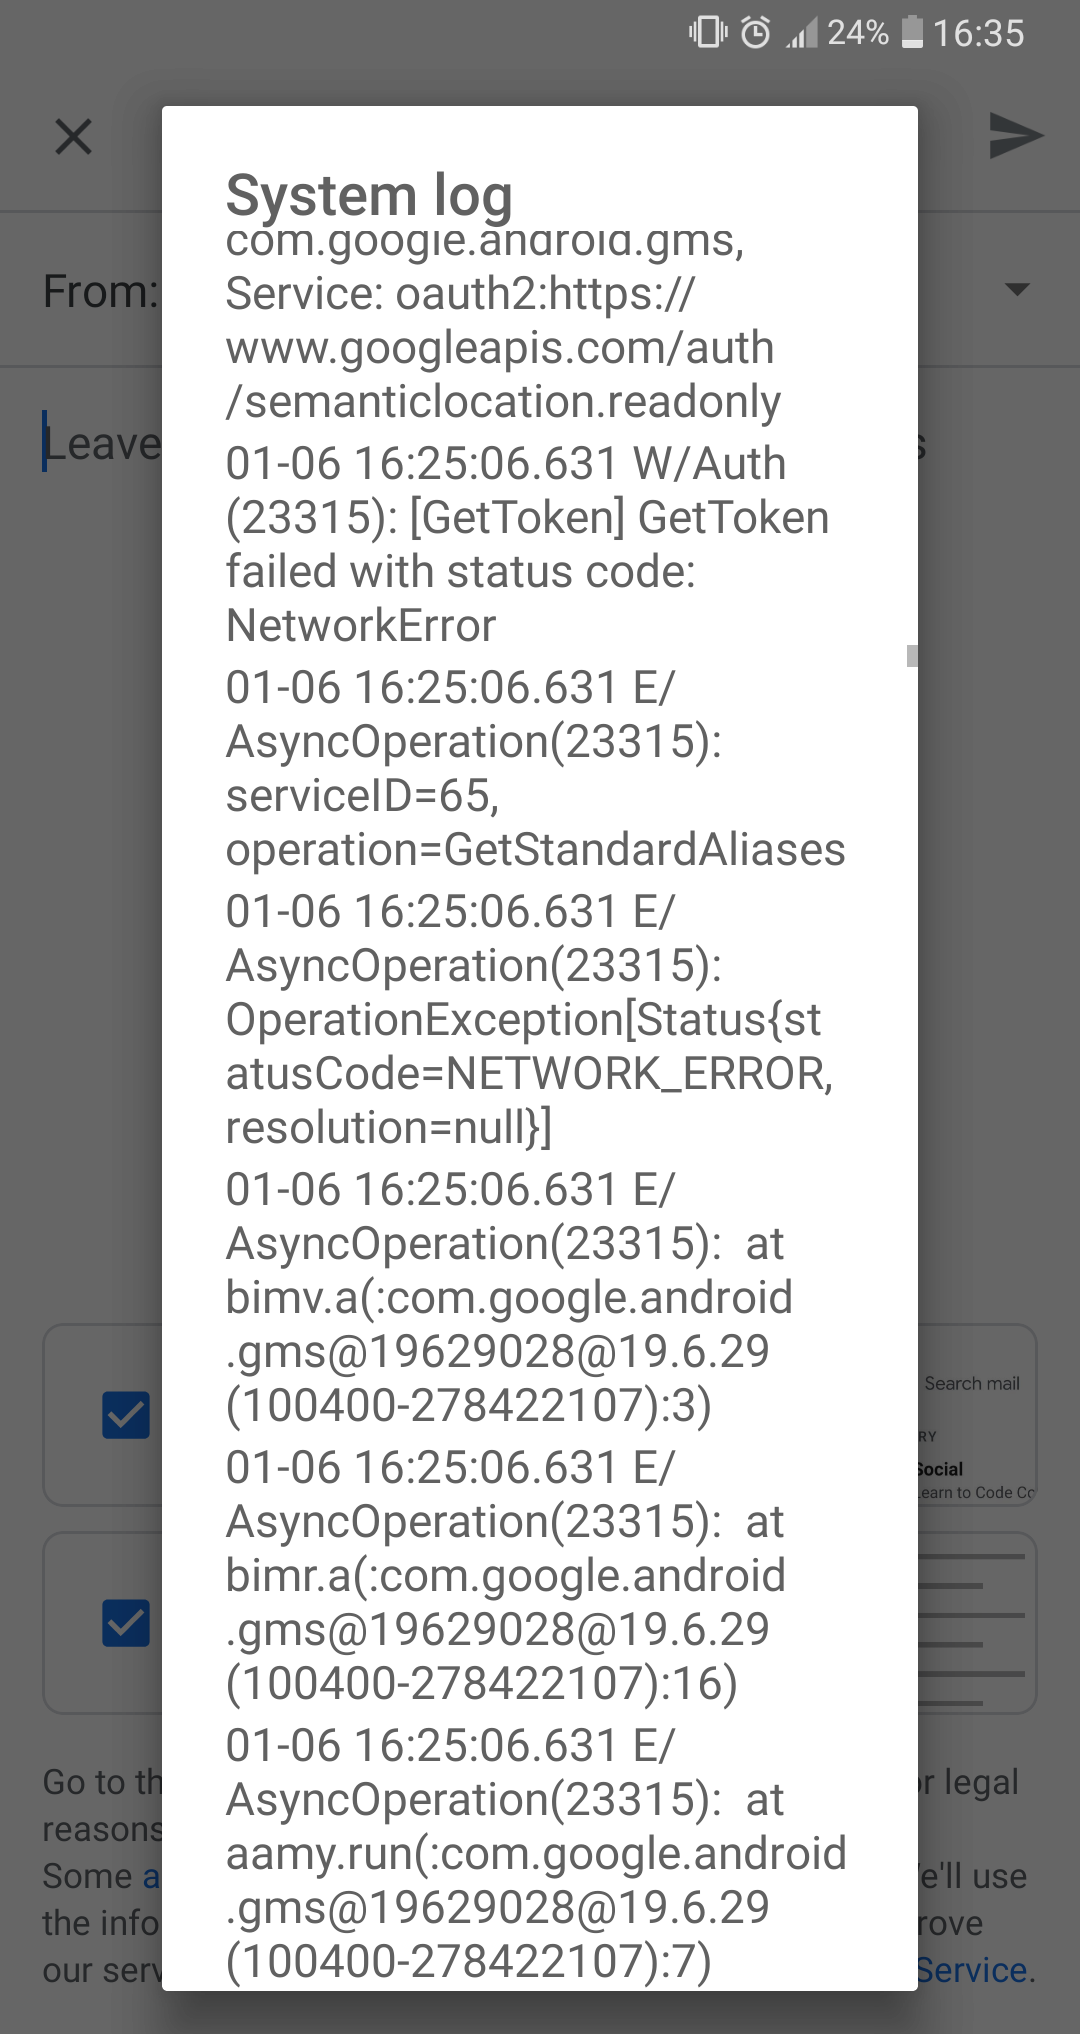 24% 16:35
System log
From:
com.google.android.gms,
Service: oauth2:https://
www.googleapis.com/auth
/semanticlocation.readonly
Leave
s
01-06 16:25:06.631 W/Auth
(23315): [GetToken] GetToken
failed with status code:
NetworkError
01-06 16:25:06.631 E/
AsyncOperation(23315):
serviceID=65,
operation=GetStandardAliases
01-06 16:25:06.631 E/
AsyncOperation(23315):
OperationException[Status{st
atusCode=NETWORK_ERROR,
resolution=null}]
01-06 16:25:06.631 E/
AsyncOperation(23315):  at
bimv.a(:com.google.android
.gms@19629028@19.6.29
(100400-278422107):3)
01-06 16:25:06.631 E/
AsyncOperation(23315):  at
bimr.a(:com.google.android
.gms@19629028@19.6.29
(100400-278422107):16)
01-06 16:25:06.631 E/
AsyncOperation(23315):  at
aamy.run(:com.google.android
.gms@19629028@19.6.29
(100400-278422107):7)
Search mail
RY
Social
Learn to Code Co
Go to th
or legal
reasons
Some a
e'll use
the info
rove
our serv
Service.